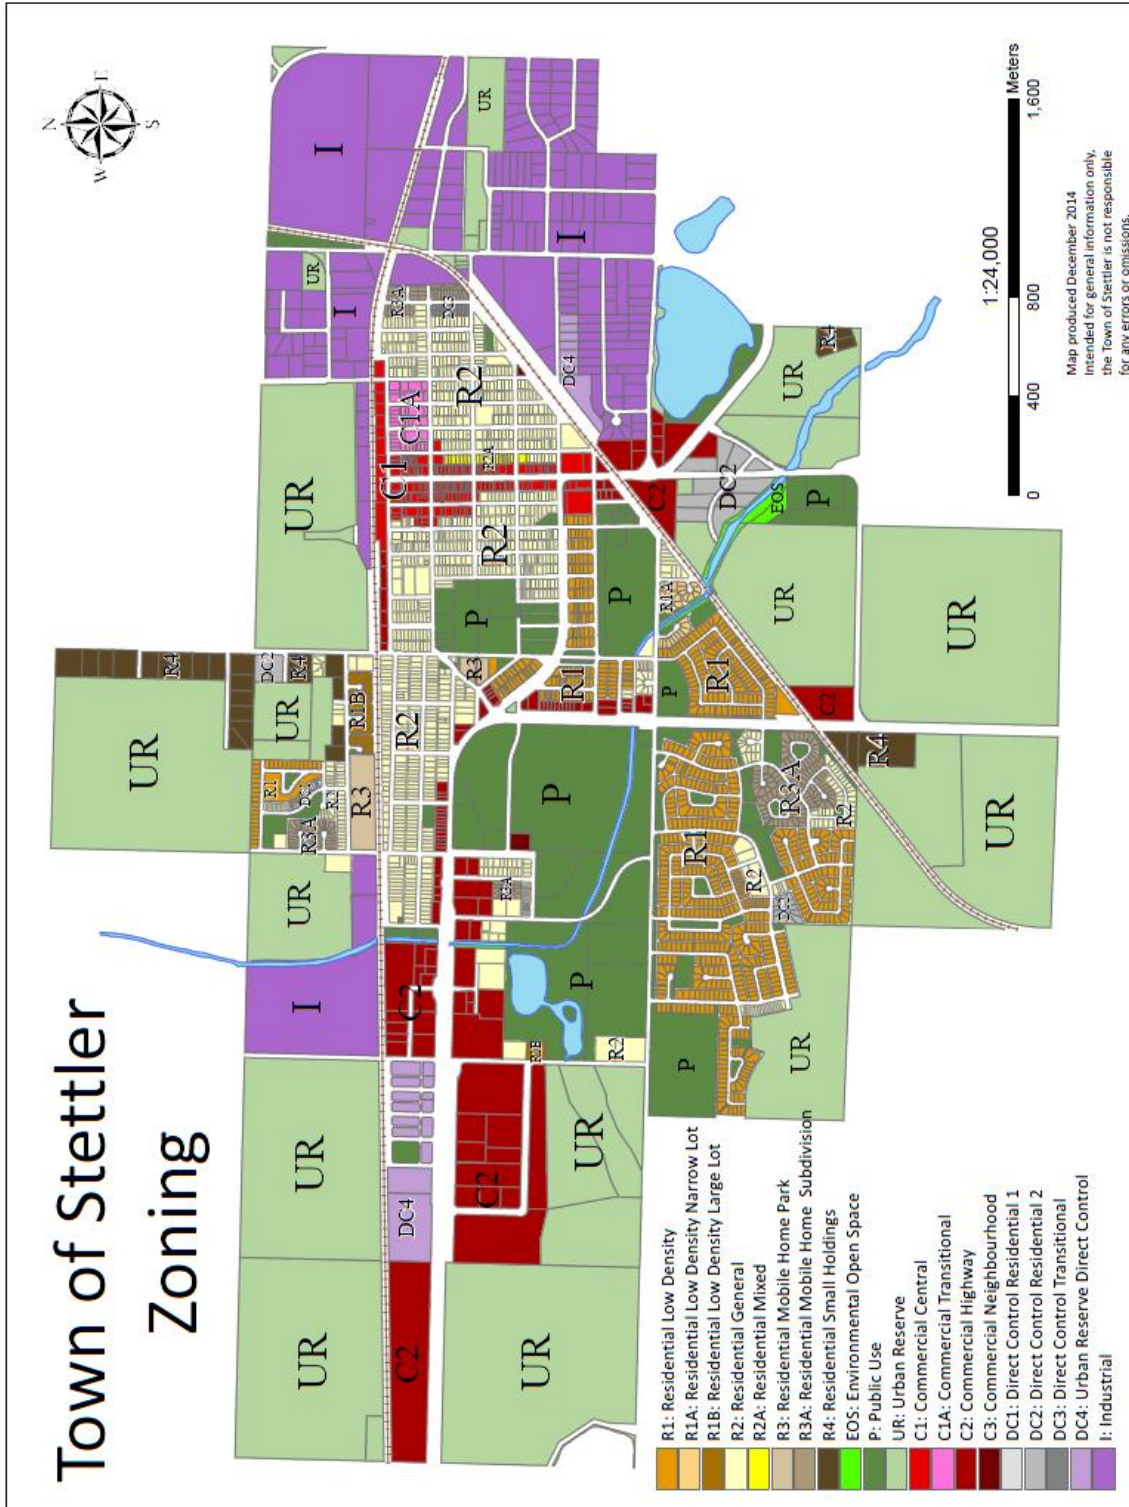 Town of Stettler
Zoning
N
W
E
S
UR
UR
UR
I
UR
UR
R4
R4
DC2
R4
UR
R1
DC1
R2
R3A
R3
R1B
UR
I
UR
I
I
UR
C2
DC4
C2
C2
UR
UR
R1B
R2
P
P
R2
R3
R1
R2
P
P
C1
C1A
R2
R2A
R3A
DC3
R2
DC4
C2
DC2
EOS
P
UR
R4
R1A
R1
P
UR
C2
UR
P
UR
R1
R2
R3A
R2
R4
UR
R1: Residential Low Density
R1A: Residential Low Density Narrow Lot
R1B: Residential Low Density Large Lot
R2: Residential General
R2A: Residential Mixed
R3: Residential Mobile Home Park
R3A: Residential Mobile Home Subdivision
R4: Residential Small Holdings
EOS: Environmental Open Space
P: Public Use
UR: Urban Reserve
C1: Commercial Central
C1A: Commercial Transitional
C2: Commercial Highway
C3: Commercial Neighbourhood
DC1: Direct Control Residential 1
DC2: Direct Control Residential 2
DC3: Direct Control Transitional
DC4: Urban Reserve Direct Control
I: Industrial
1:24,000
0 400 800 1,600
Meters
Map produced December 2014
Intended for general information only,
the Town of Stettler is not responsible
for any errors or omissions.